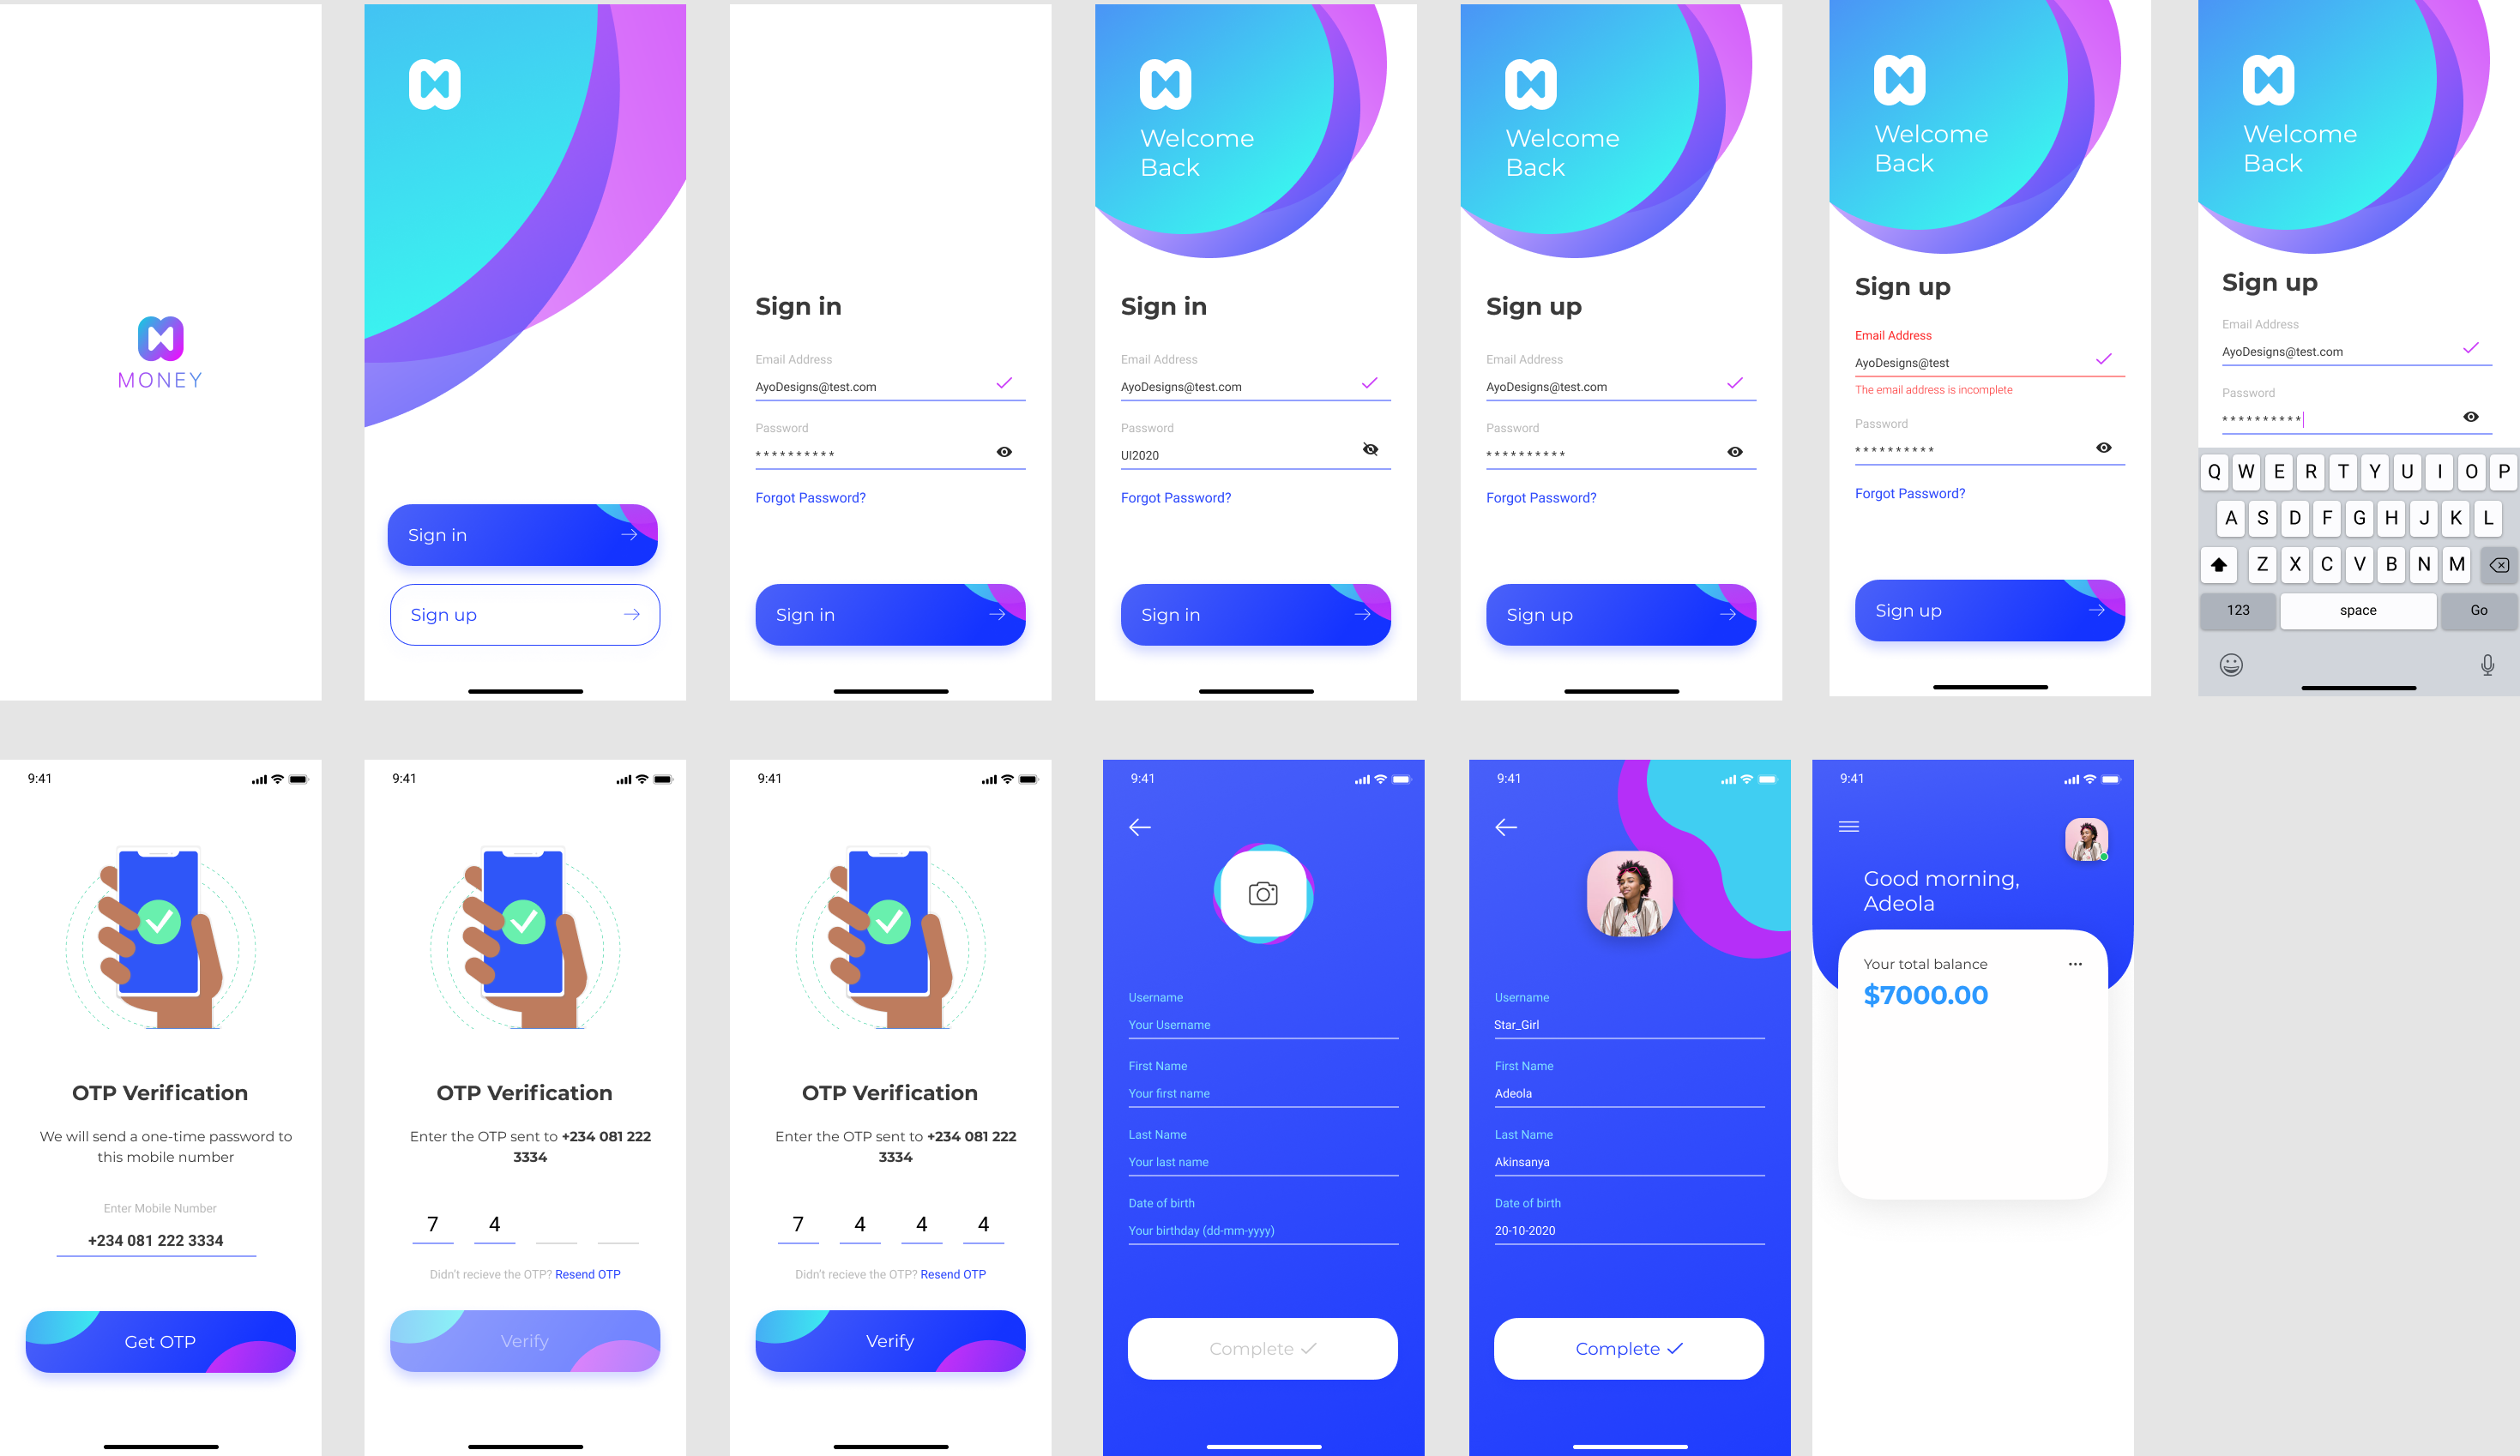 MONEY
Sign in
Sign up
Sign in
Email Address
AyoDesigns@test.com
Password
* * * * * * * * * *
Forgot Password?
Sign in
Welcome
Back
Sign in
Email Address
AyoDesigns@test.com
Password
UI2020
Forgot Password?
Sign in
Welcome
Back
Sign up
Email Address
AyoDesigns@test.com
Password
* * * * * * * * * *
Forgot Password?
Sign up
Welcome
Back
Sign up
Email Address
AyoDesigns@test
The email address is incomplete
Password
* * * * * * * * * *
Forgot Password?
Sign up
Welcome
Back
Sign up
Email Address
AyoDesigns@test.com
Password
* * * * * * * * * *
Q W E R T Y U I O P
A S D F G H J K L
Z X C V B N M
123 space Go
9:41
OTP Verification
We will send a one-time password to
this mobile number
Enter Mobile Number
+234 081 222 3334
Get OTP
9:41
OTP Verification
Enter the OTP sent to +234 081 222
3334
7 4
Didn't recieve the OTP? Resend OTP
Verify
9:41
OTP Verification
Enter the OTP sent to +234 081 222
3334
7 4 4 4
Didn't recieve the OTP? Resend OTP
Verify
9:41
Username
Your Username
First Name
Your first name
Last Name
Your last name
Date of birth
Your birthday (dd-mm-yyyy)
Complete
9:41
Username
Star_Girl
First Name
Adeola
Last Name
Akinsanya
Date of birth
20-10-2020
Complete
9:41
Good morning,
Adeola
Your total balance
$7000.00